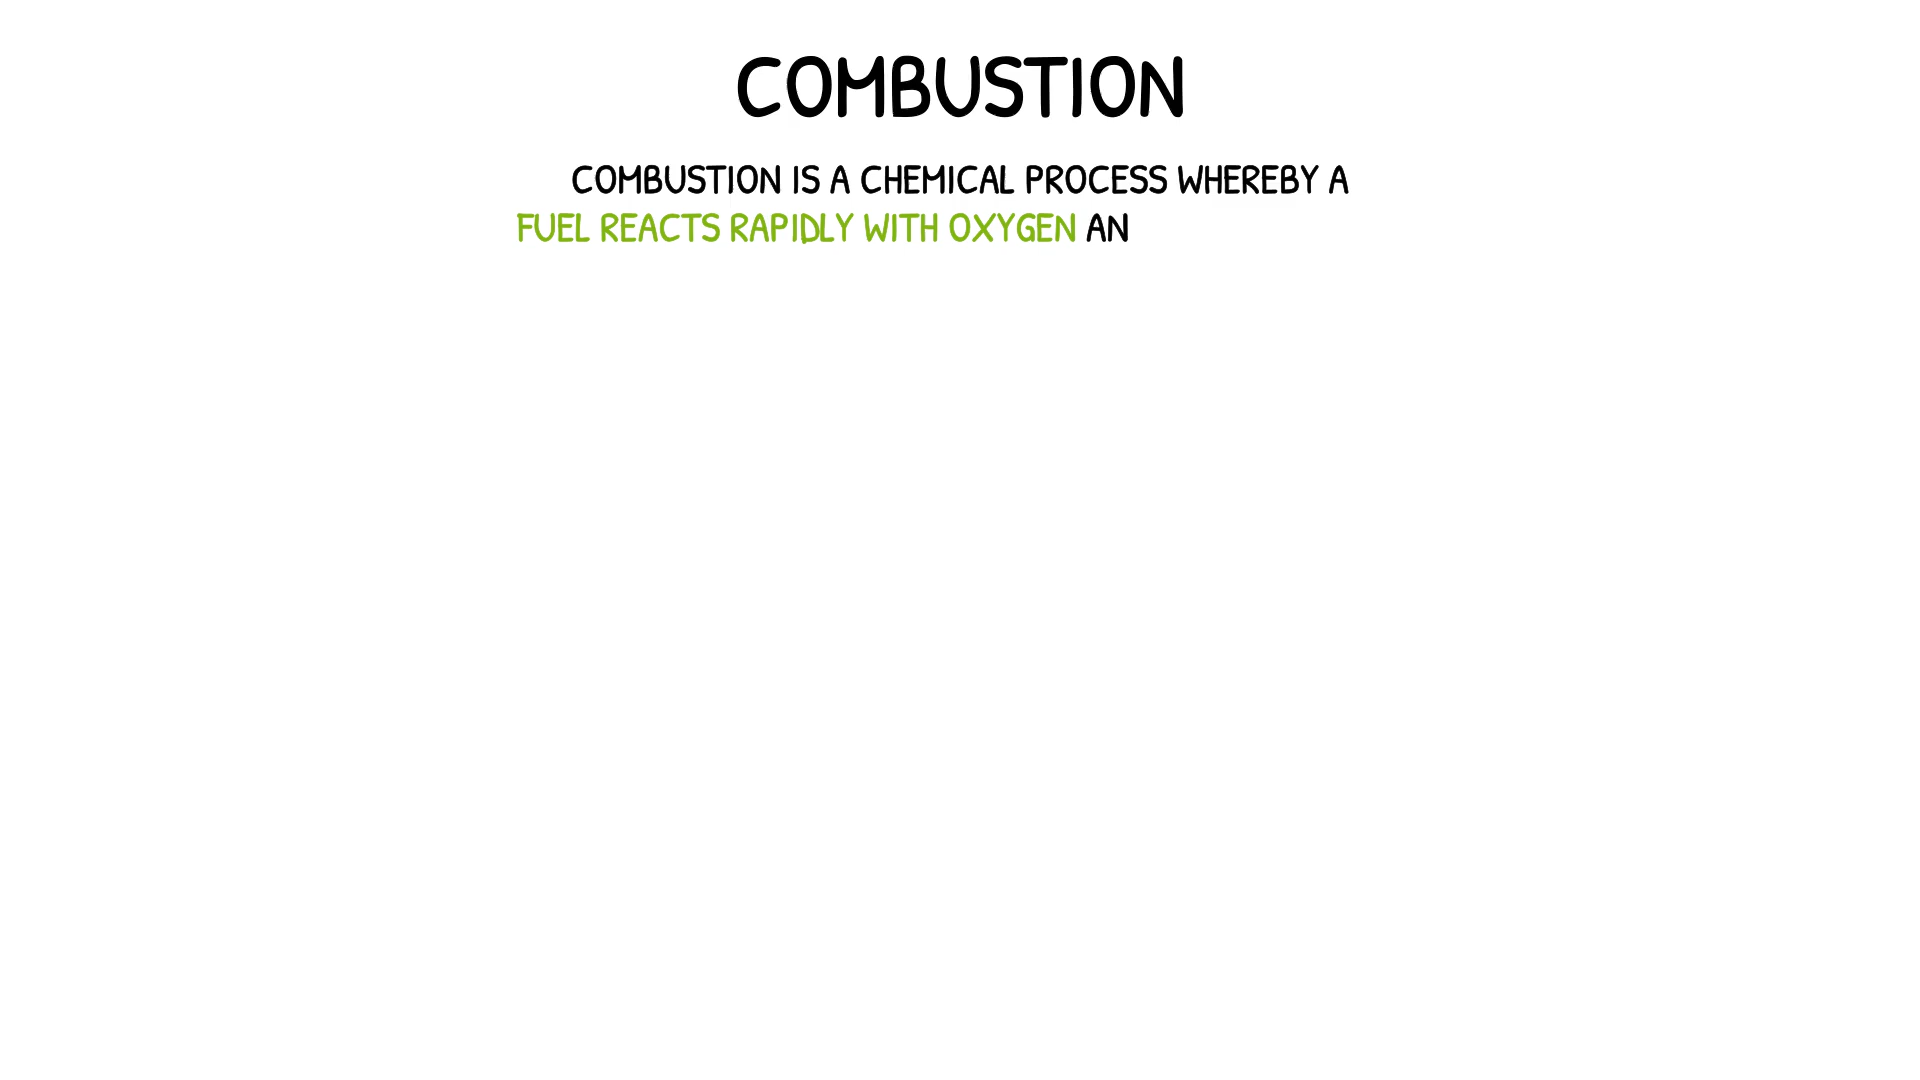 COMBUSTION
COMBUSTION IS A CHEMICAL PROCESS WHEREBY A
FUEL REACTS RAPIDLY WITH OXYGEN AN